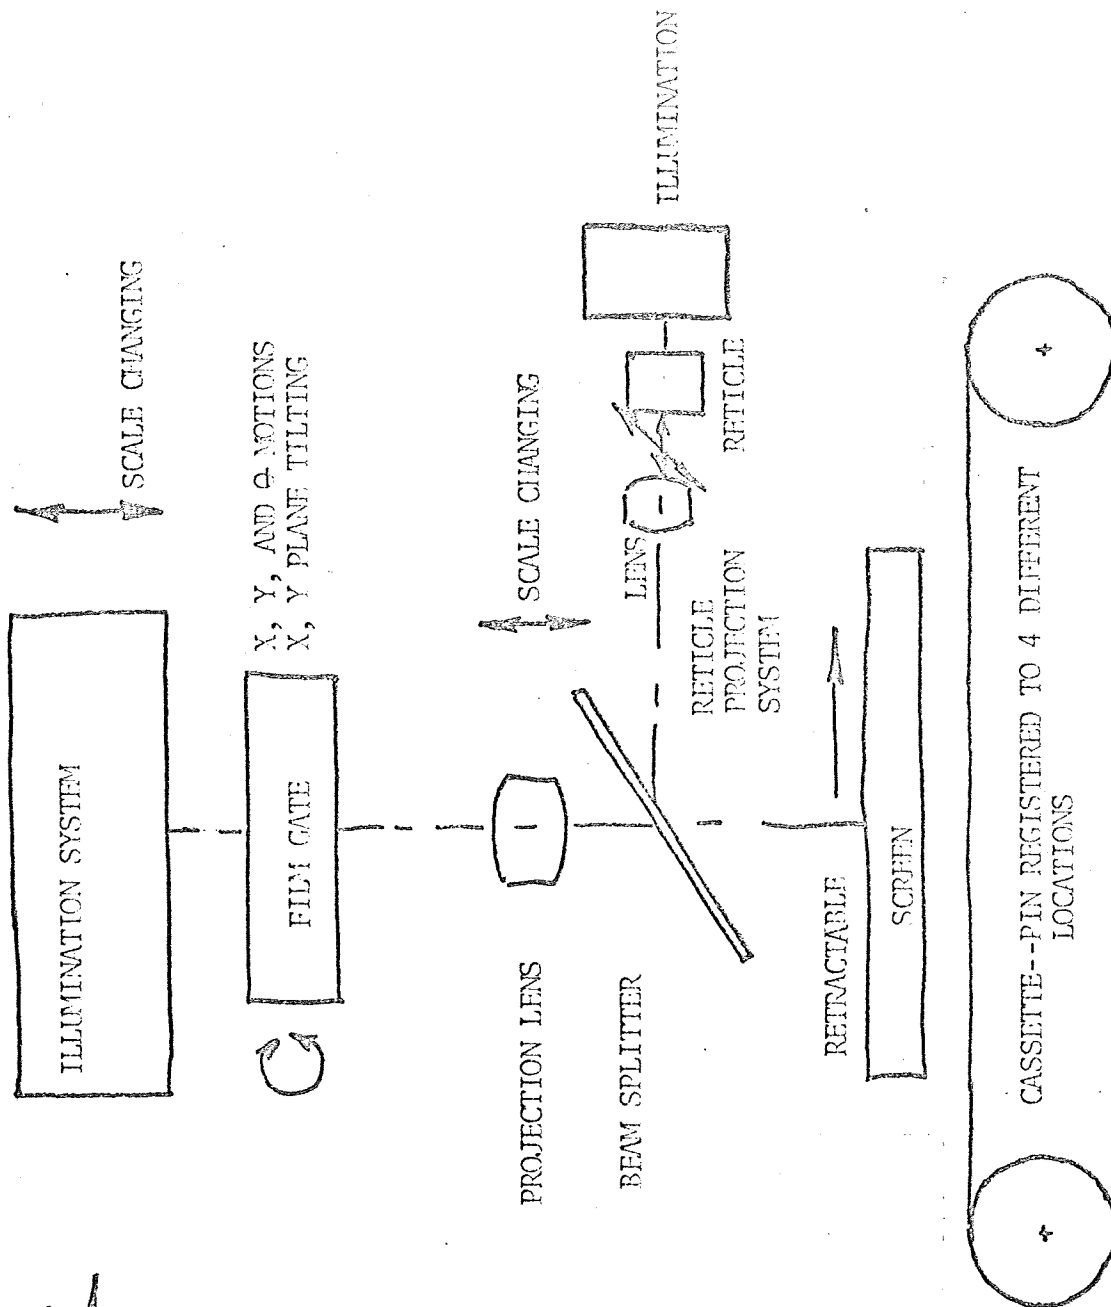 ILLUMINATION SYSTEM
SCALE CHANGING
FILM GATE
X, Y, AND θ MOTIONS
X, Y PLANE TILTING
PROJECTION LENS
SCALE CHANGING
BEAM SPLITTER
LENS
RETICLE
ILLUMINATION
RETICLE
PROJECTION
SYSTEM
RETRACTABLE
SCREEN
CASSETTE--PIN REGISTERED TO 4 DIFFERENT
LOCATIONS